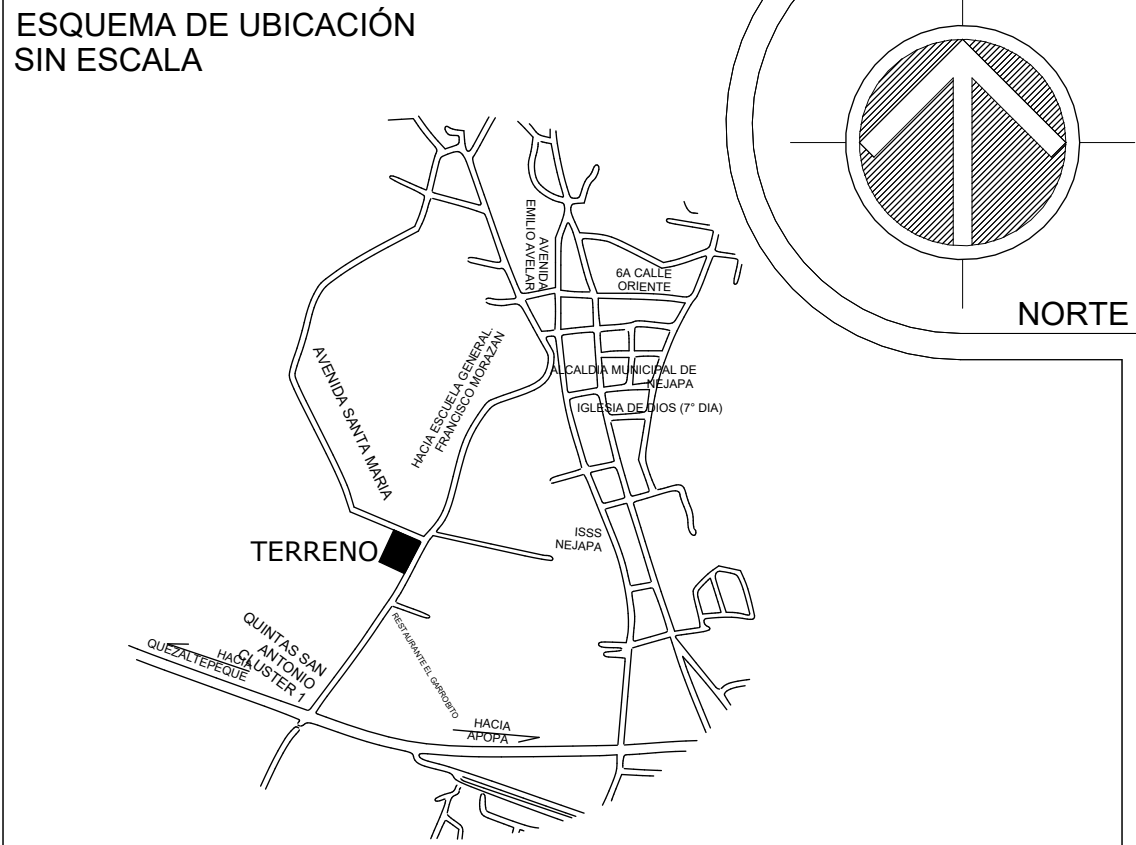 ESQUEMA DE UBICACIÓN
SIN ESCALA
NORTE
AVENIDA
EMILIO AVELAR
6A CALLE
ORIENTE
AVENIDA SANTA MARIA
HACIA ESCUELA GENERAL.
FRANCISCO MORAZAN
ALCALDIA MUNICIPAL DE
NEJAPA
IGLESIA DE DIOS (7° DIA)
ISSS
NEJAPA
TERRENO
QUINTAS SAN
ANTONIO
CLUSTER 1
HACIA
QUEZALTEPEQUE
RESTAURANTE EL GARROBITO
HACIA
APOPA